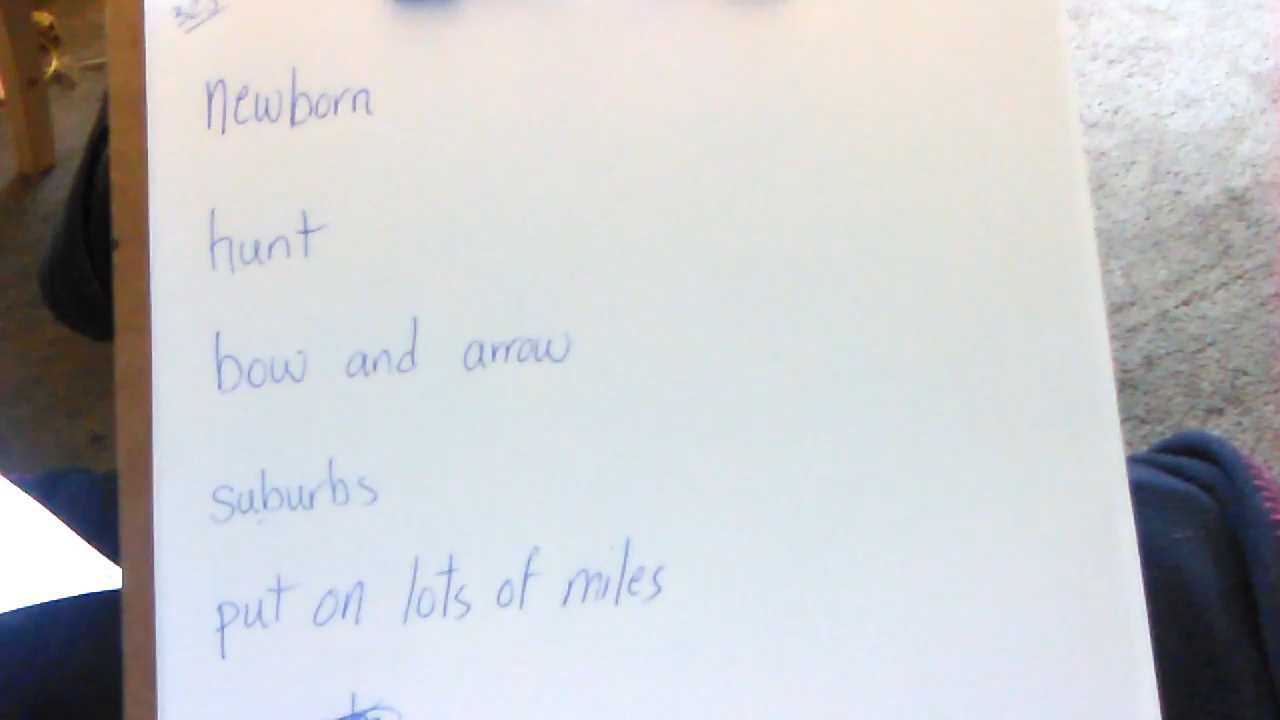 newborn
hunt
bow and arrow
suburbs
put on lots of miles